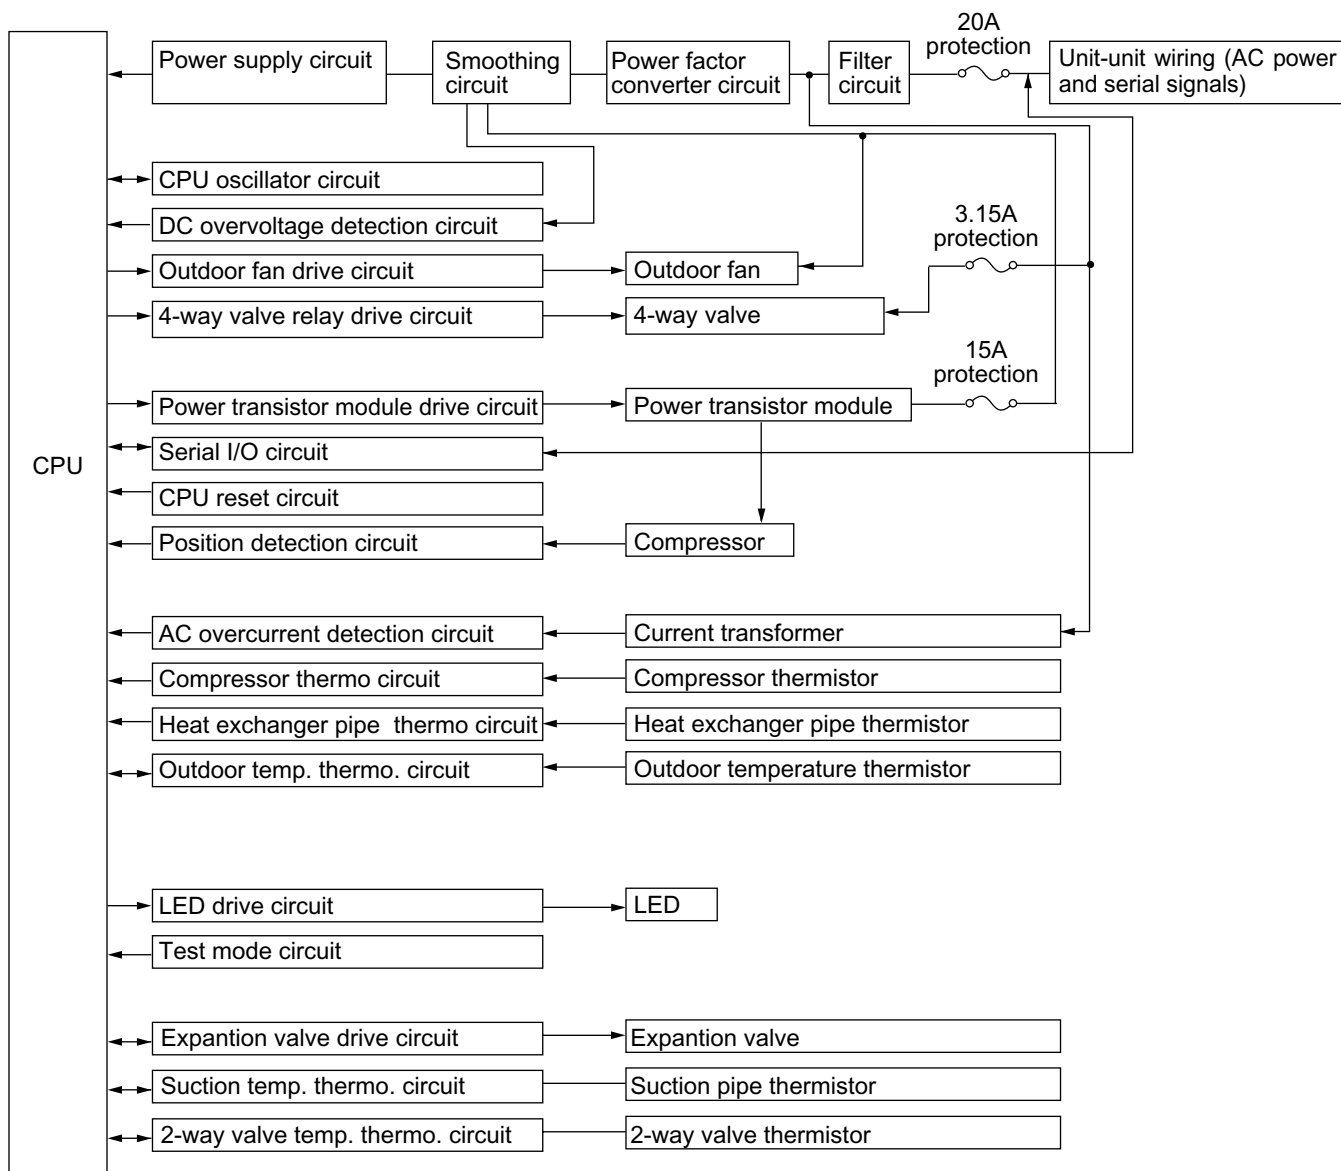 20A
protection
Power supply circuit
Smoothing
circuit
Power factor
converter circuit
Filter
circuit
Unit-unit wiring (AC power
and serial signals)
CPU oscillator circuit
DC overvoltage detection circuit
3.15A
protection
Outdoor fan drive circuit
Outdoor fan
4-way valve relay drive circuit
4-way valve
15A
protection
Power transistor module drive circuit
Power transistor module
CPU
Serial I/O circuit
CPU reset circuit
Position detection circuit
Compressor
AC overcurrent detection circuit
Current transformer
Compressor thermo circuit
Compressor thermistor
Heat exchanger pipe  thermo circuit
Heat exchanger pipe thermistor
Outdoor temp. thermo. circuit
Outdoor temperature thermistor
LED drive circuit
LED
Test mode circuit
Expantion valve drive circuit
Expantion valve
Suction temp. thermo. circuit
Suction pipe thermistor
2-way valve temp. thermo. circuit
2-way valve thermistor